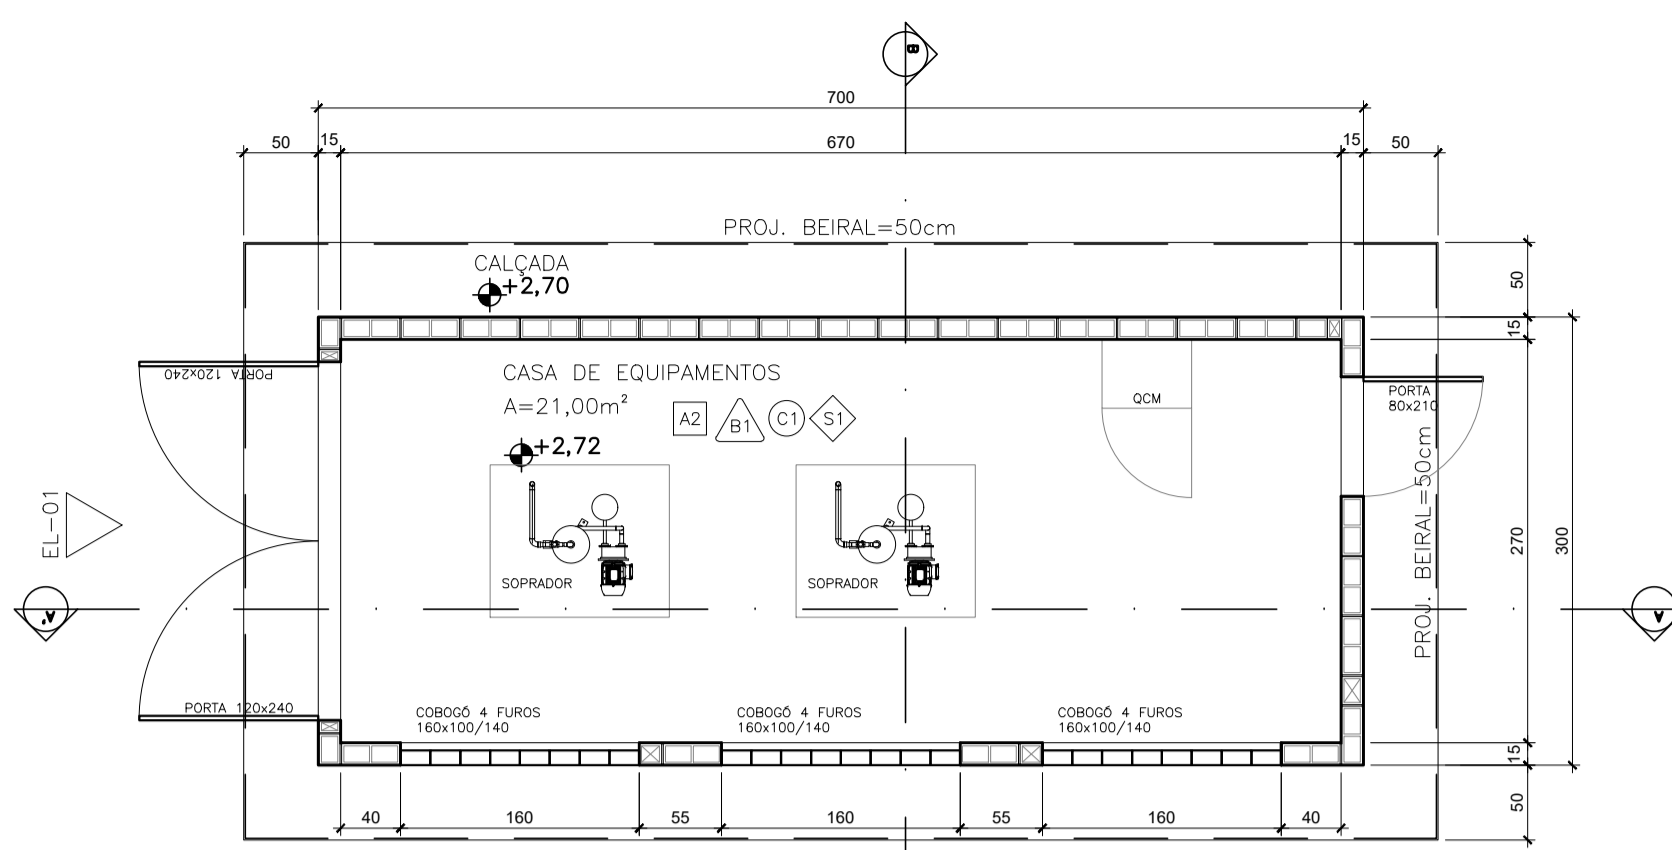 B
700
50
15
670
15
50
PROJ. BEIRAL=50cm
CALÇADA
+2,70
50
15
PORTA 120x240
CASA DE EQUIPAMENTOS
A=21,00m²
A2
B1
C1
S1
QCM
PORTA
80x210
+2,72
EL-01
SOPRADOR
SOPRADOR
PROJ. BEIRAL=50cm
270
300
A'
A
PORTA 120x240
COBOGÓ 4 FUROS
160x100/140
COBOGÓ 4 FUROS
160x100/140
COBOGÓ 4 FUROS
160x100/140
15
50
40
160
55
160
55
160
40